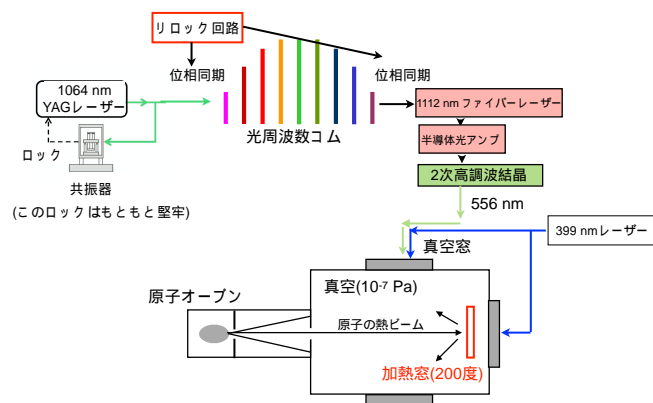 リロック回路
位相同期
位相同期
1064 nm
YAGレーザー
1112 nm ファイバーレーザー
光周波数コム
半導体光アンプ
ロック
2次高調波結晶
共振器
(このロックはもともと堅牢)
556 nm
399 nmレーザー
真空窓
真空(10-7 Pa)
原子オーブン
原子の熱ビーム
加熱窓(200度)